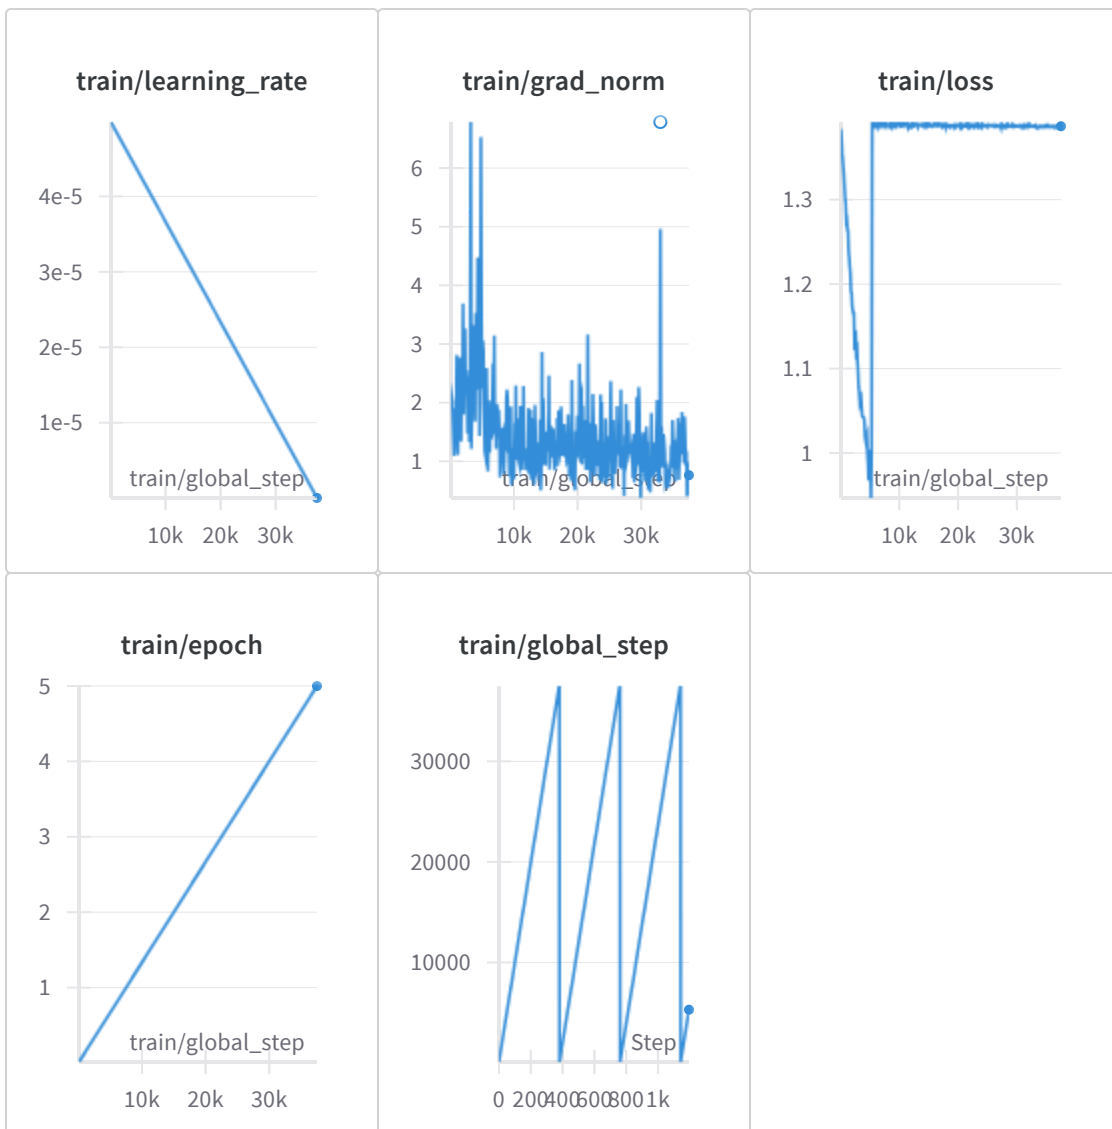 train/learning_rate
4e-5
3e-5
2e-5
1e-5
train/global_step
10k 20k 30k
train/grad_norm
6
5
4
3
2
1
train/global_step
10k 20k 30k
train/loss
1.3
1.2
1.1
1
train/global_step
10k 20k 30k
train/epoch
5
4
3
2
1
train/global_step
10k 20k 30k
train/global_step
30000
20000
10000
Step
0 200 400 600 800 1k